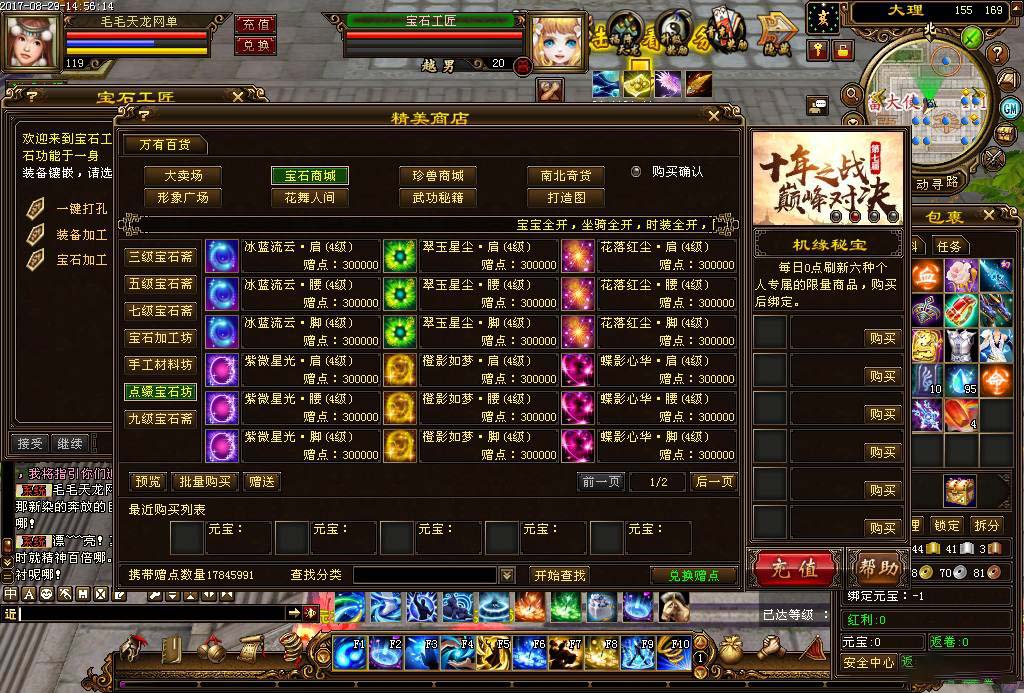 2017-08-29-14:56:14
毛毛天龙网单
119
充值
兑换
宝石工匠
越男
20
大理
155 169
北
GM
动寻路
宝石工匠
欢迎来到宝石工
石功能于一身
装备镶嵌，请选
一键打孔
装备加工
宝石加工
接受
继续
精美商店
万有百货
大卖场
宝石商城
珍兽商城
南北奇货
购买确认
形象广场
花舞人间
武功秘籍
打造图
宝宝全开，坐骑全开，时装全开，
三级宝石斋
五级宝石斋
七级宝石斋
宝石加工坊
手工材料坊
点缀宝石坊
九级宝石斋
冰蓝流云·肩(4级)
赠点：300000
翠玉星尘·肩(4级)
赠点：300000
花落红尘·肩(4级)
赠点：300000
冰蓝流云·腰(4级)
赠点：300000
翠玉星尘·腰(4级)
赠点：300000
花落红尘·腰(4级)
赠点：300000
冰蓝流云·脚(4级)
赠点：300000
翠玉星尘·脚(4级)
赠点：300000
花落红尘·脚(4级)
赠点：300000
紫微星光·肩(4级)
赠点：300000
橙影如梦·肩(4级)
赠点：300000
蝶影心华·肩(4级)
赠点：300000
紫微星光·腰(4级)
赠点：300000
橙影如梦·腰(4级)
赠点：300000
蝶影心华·腰(4级)
赠点：300000
紫微星光·脚(4级)
赠点：300000
橙影如梦·脚(4级)
赠点：300000
蝶影心华·脚(4级)
赠点：300000
预览
批量购买
赠送
前一页
1/2
后一页
最近购买列表
元宝：
元宝：
元宝：
元宝：
元宝：
携带赠点数量17845991
查找分类
开始查找
兑换赠点
第七届
十年之战
巅峰对决
机缘秘宝
每日0点刷新六种个
人专属的限量商品，购买
后绑定。
购买
购买
购买
购买
购买
购买
充值
帮助
包裹
任务
10
95
4
锁定
拆分
44 41 3
8 70 81
绑定元宝：-1
红利:0
元宝:0
返卷:0
安全中心
已达等级：
，我将指引你们
系统 毛毛天龙网
那新染的奔放的
哪！
系统 漂~~亮！
时就精神百倍哪。
衬呢哪！
近
F1
F2
F3
F4
F5
F6
F7
F8
F9
F10
1